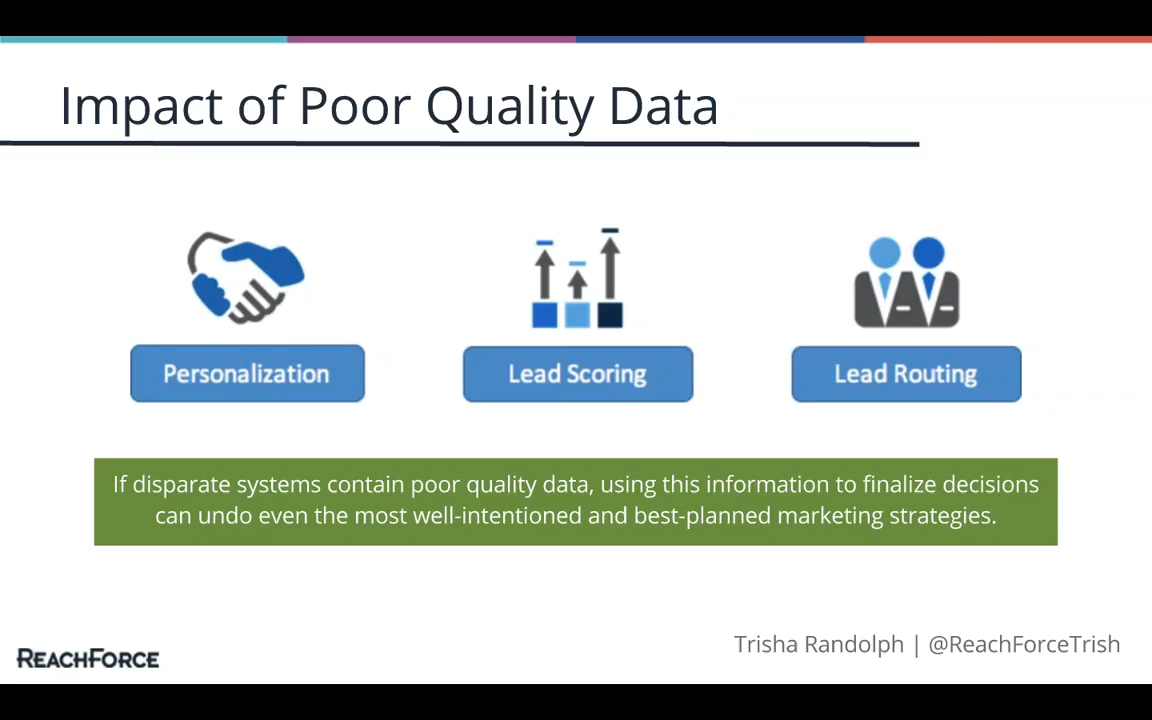 Impact of Poor Quality Data
Personalization
Lead Scoring
Lead Routing
If disparate systems contain poor quality data, using this information to finalize decisions
can undo even the most well-intentioned and best-planned marketing strategies.
REACHFORCE
Trisha Randolph | @ReachForceTrish